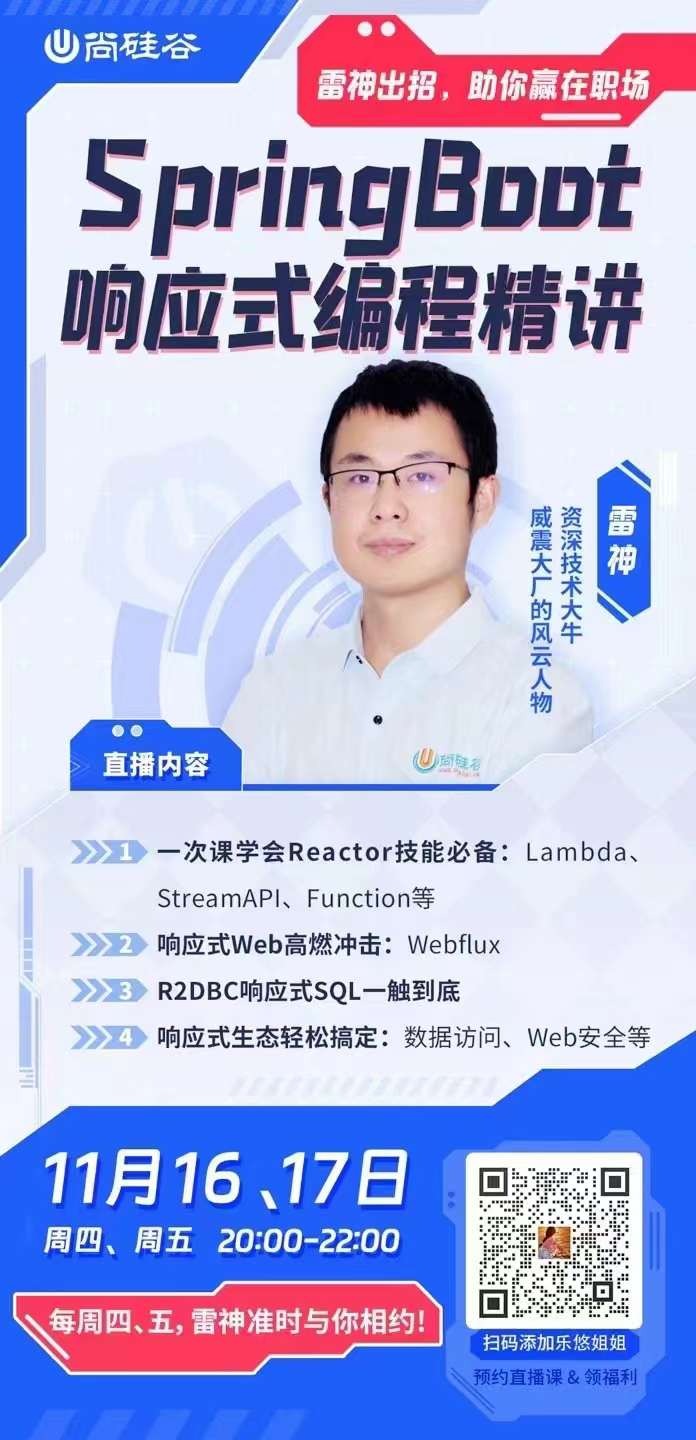 尚硅谷
雷神出招，助你赢在职场
SpringBoot
响应式编程精讲
雷神
资深技术大牛
威震大厂的风云人物
尚硅谷
直播内容
1 一次课学会Reactor技能必备：Lambda、
StreamAPI、Function等
2 响应式Web高燃冲击：Webflux
3 R2DBC响应式SQL一触到底
4 响应式生态轻松搞定：数据访问、Web安全等
11月16、17日
周四、周五 20:00-22:00
每周四、五，雷神准时与你相约!
扫码添加乐悠姐姐
预约直播课 & 领福利